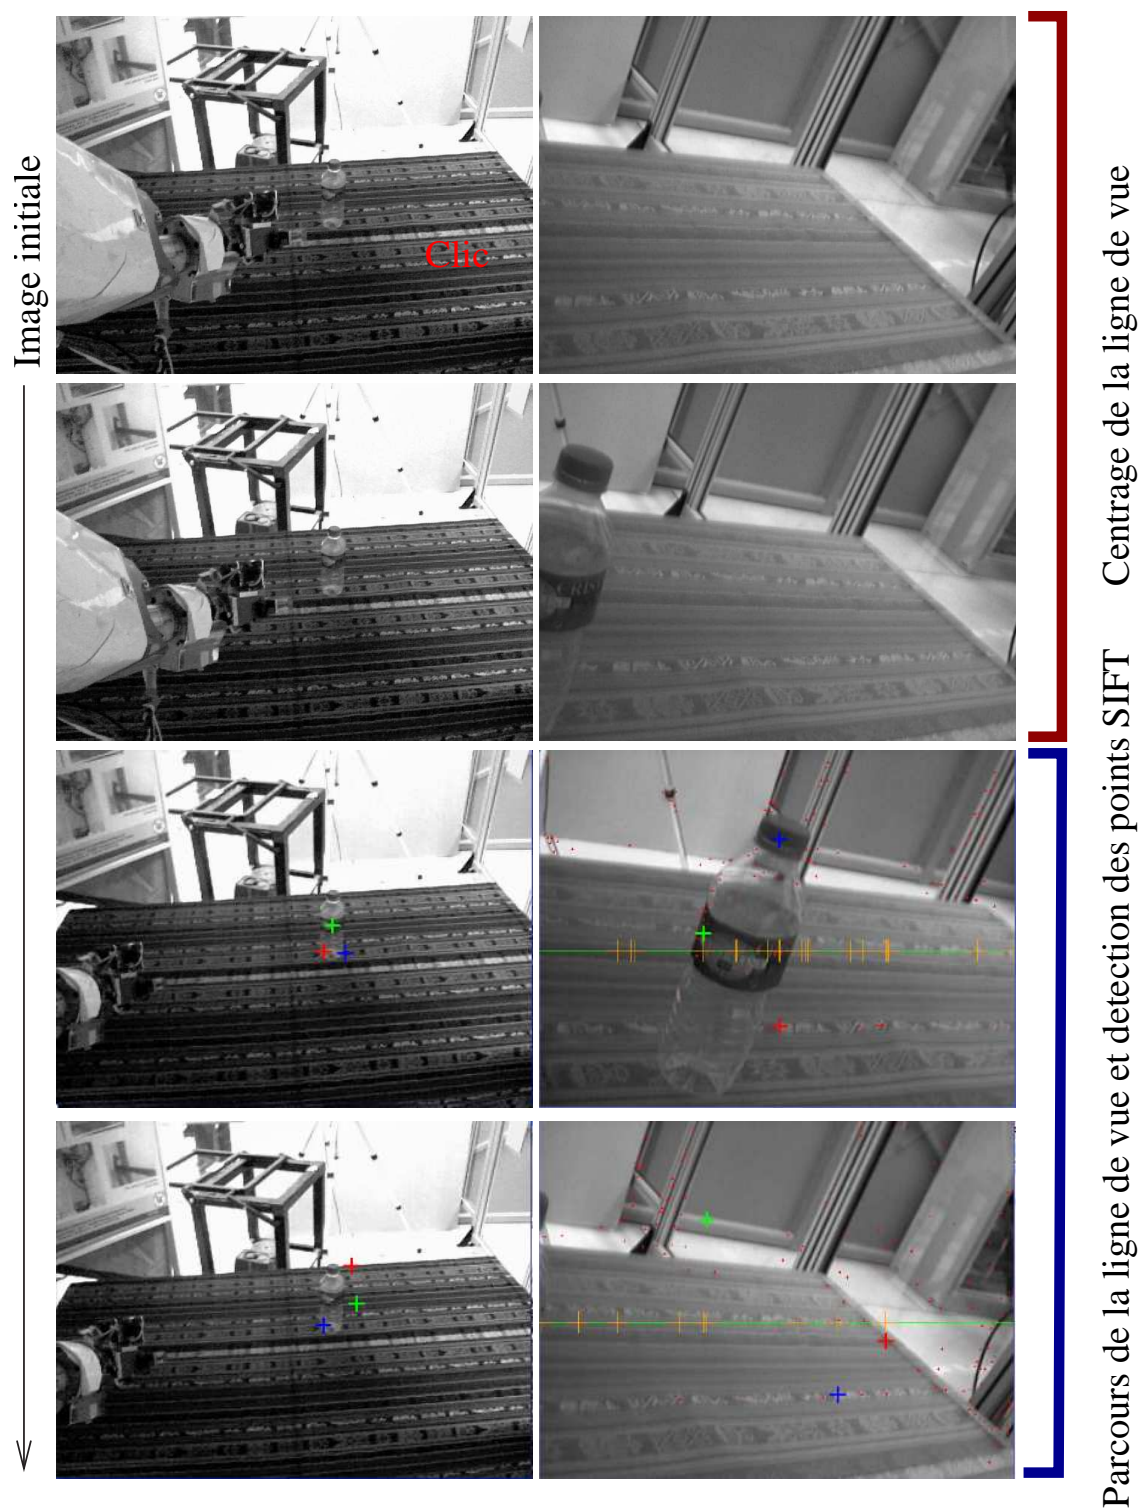 Image initiale
Clic
Centrage de la ligne de vue
Parcours de la ligne de vue et detection des points SIFT